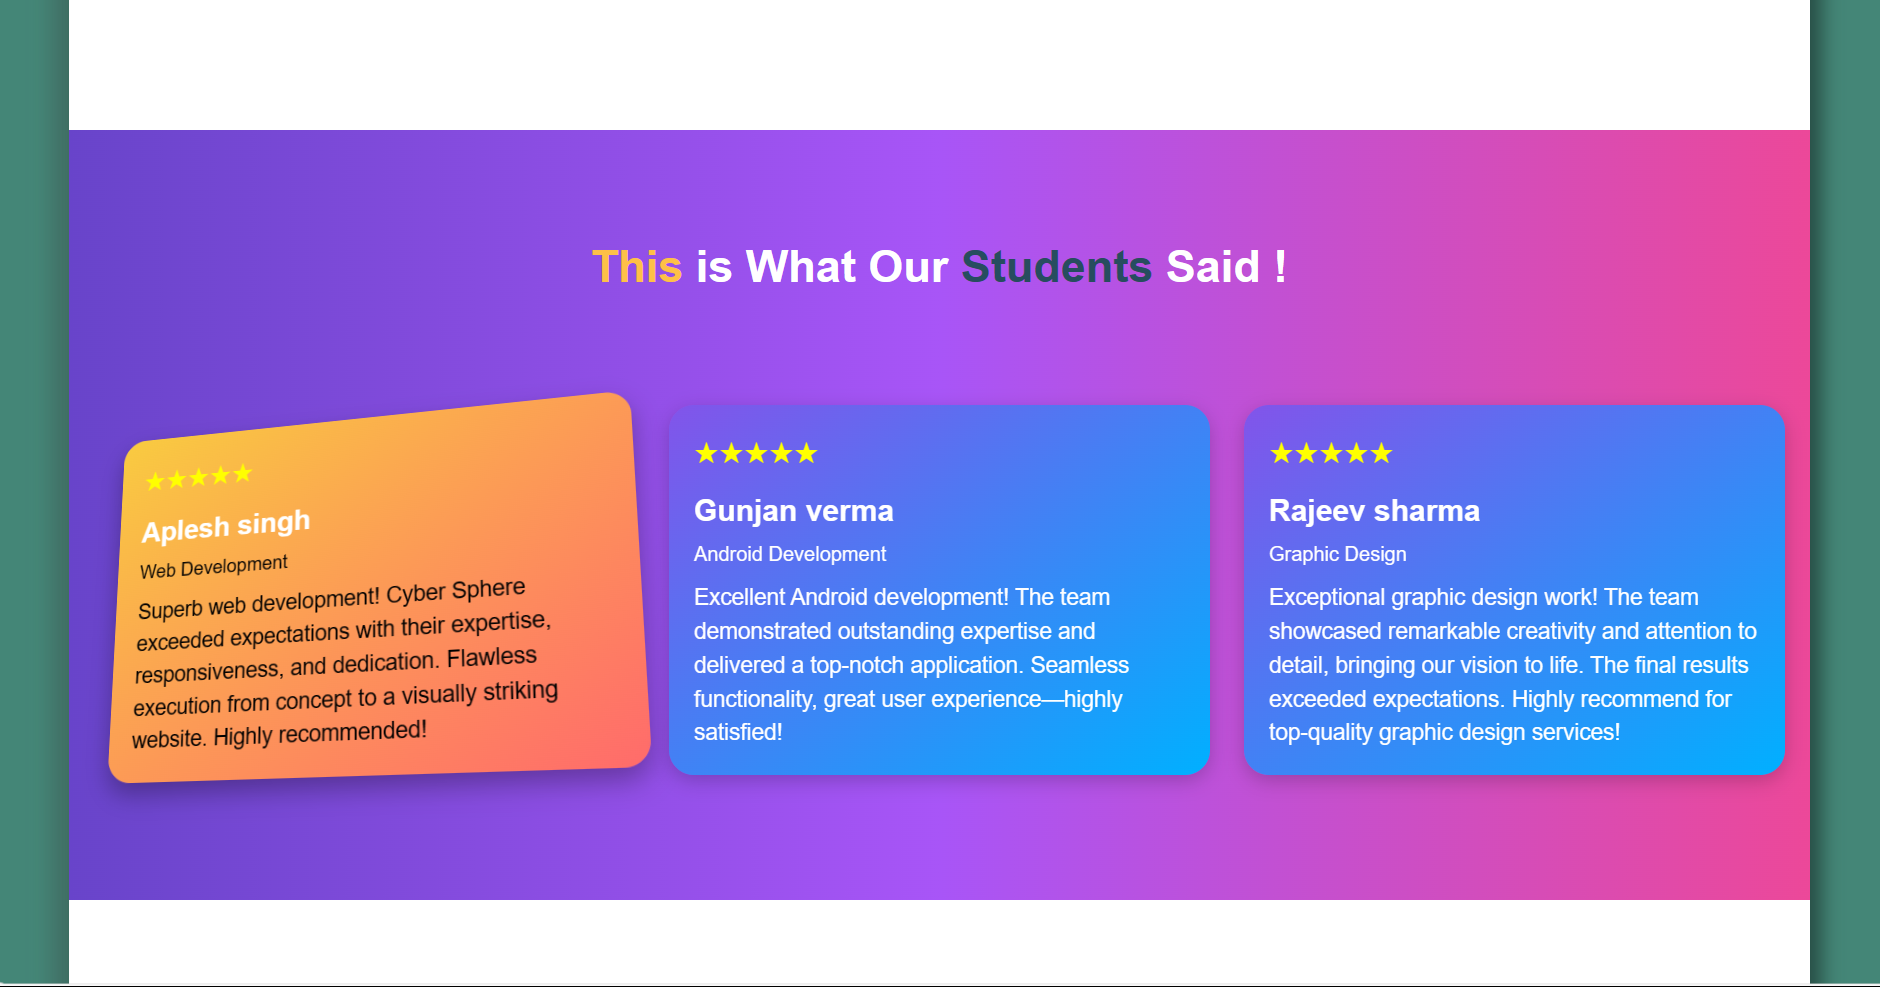 This is What Our Students Said !
★★★★★
Aplesh singh
Web Development
Superb web development! Cyber Sphere
exceeded expectations with their expertise,
responsiveness, and dedication. Flawless
execution from concept to a visually striking
website. Highly recommended!
★★★★★
Gunjan verma
Android Development
Excellent Android development! The team
demonstrated outstanding expertise and
delivered a top-notch application. Seamless
functionality, great user experience—highly
satisfied!
★★★★★
Rajeev sharma
Graphic Design
Exceptional graphic design work! The team
showcased remarkable creativity and attention to
detail, bringing our vision to life. The final results
exceeded expectations. Highly recommend for
top-quality graphic design services!